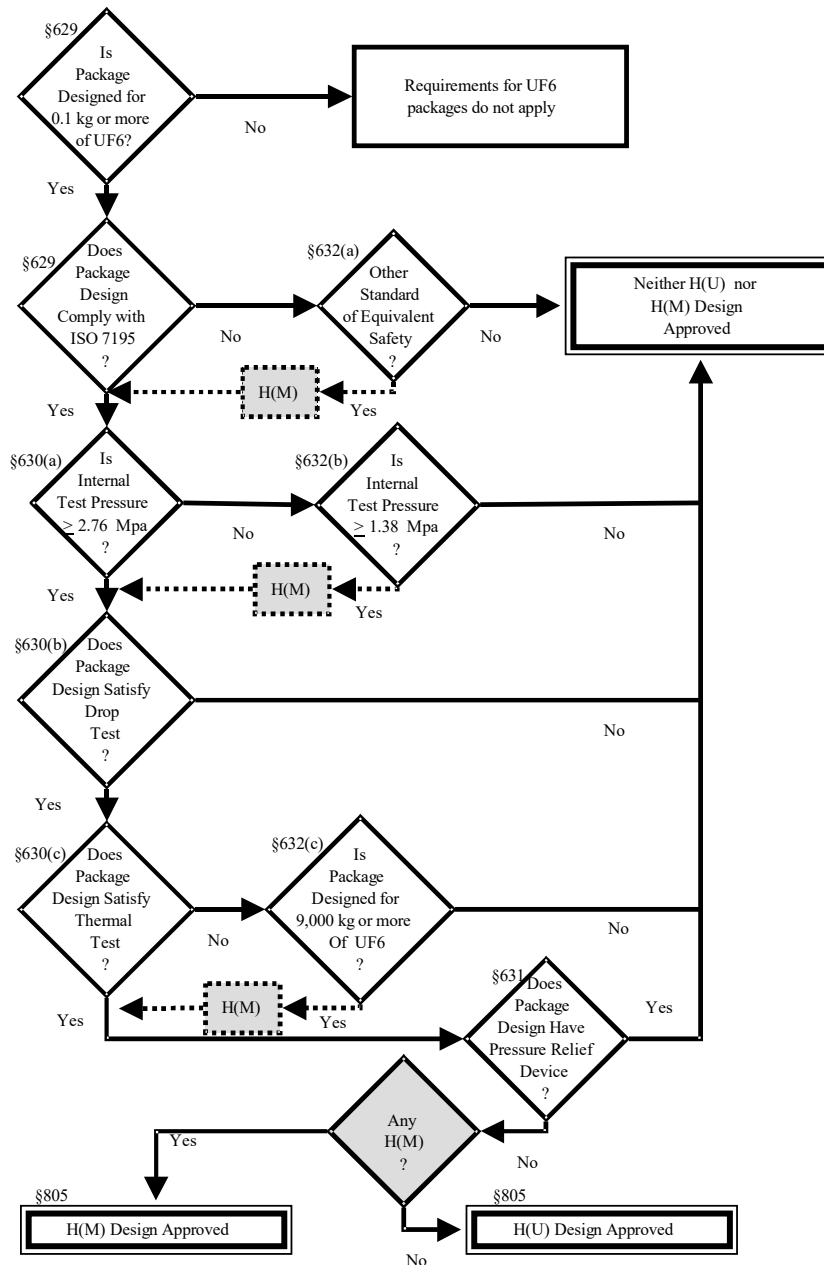 §629
Is
Package
Designed for
0.1 kg or more
of UF6?
No
Requirements for UF6
packages do not apply
Yes
§629
Does
Package
Design
Comply with
ISO 7195
?
No
§632(a)
Other
Standard
of Equivalent
Safety
?
No
Neither H(U) nor
H(M) Design
Approved
H(M)
Yes
Yes
§630(a)
Is
Internal
Test Pressure
≥ 2.76 Mpa
?
No
§632(b)
Is
Internal
Test Pressure
≥ 1.38 Mpa
?
No
H(M)
Yes
Yes
§630(b)
Does
Package
Design Satisfy
Drop
Test
?
No
Yes
§630(c)
Does
Package
Design Satisfy
Thermal
Test
?
No
§632(c)
Is
Package
Designed for
9,000 kg or more
Of UF6
?
No
H(M)
Yes
Yes
§631
Does
Package
Design Have
Pressure Relief
Device
?
Yes
No
Any
H(M)
?
Yes
§805
H(M) Design Approved
§805
H(U) Design Approved
No